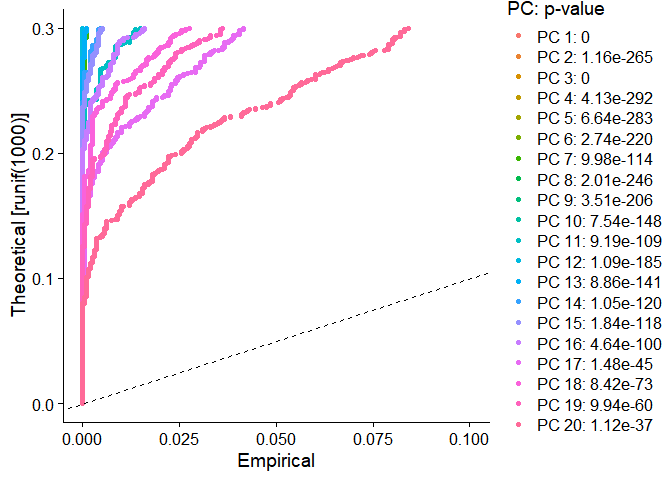 PC: p-value
PC 1: 0
PC 2: 1.16e-265
PC 3: 0
PC 4: 4.13e-292
PC 5: 6.64e-283
PC 6: 2.74e-220
PC 7: 9.98e-114
PC 8: 2.01e-246
PC 9: 3.51e-206
PC 10: 7.54e-148
PC 11: 9.19e-109
PC 12: 1.09e-185
PC 13: 8.86e-141
PC 14: 1.05e-120
PC 15: 1.84e-118
PC 16: 4.64e-100
PC 17: 1.48e-45
PC 18: 8.42e-73
PC 19: 9.94e-60
PC 20: 1.12e-37
Theoretical [runif(1000)]
0.3
0.2
0.1
0.0
0.000 0.025 0.050 0.075 0.100
Empirical